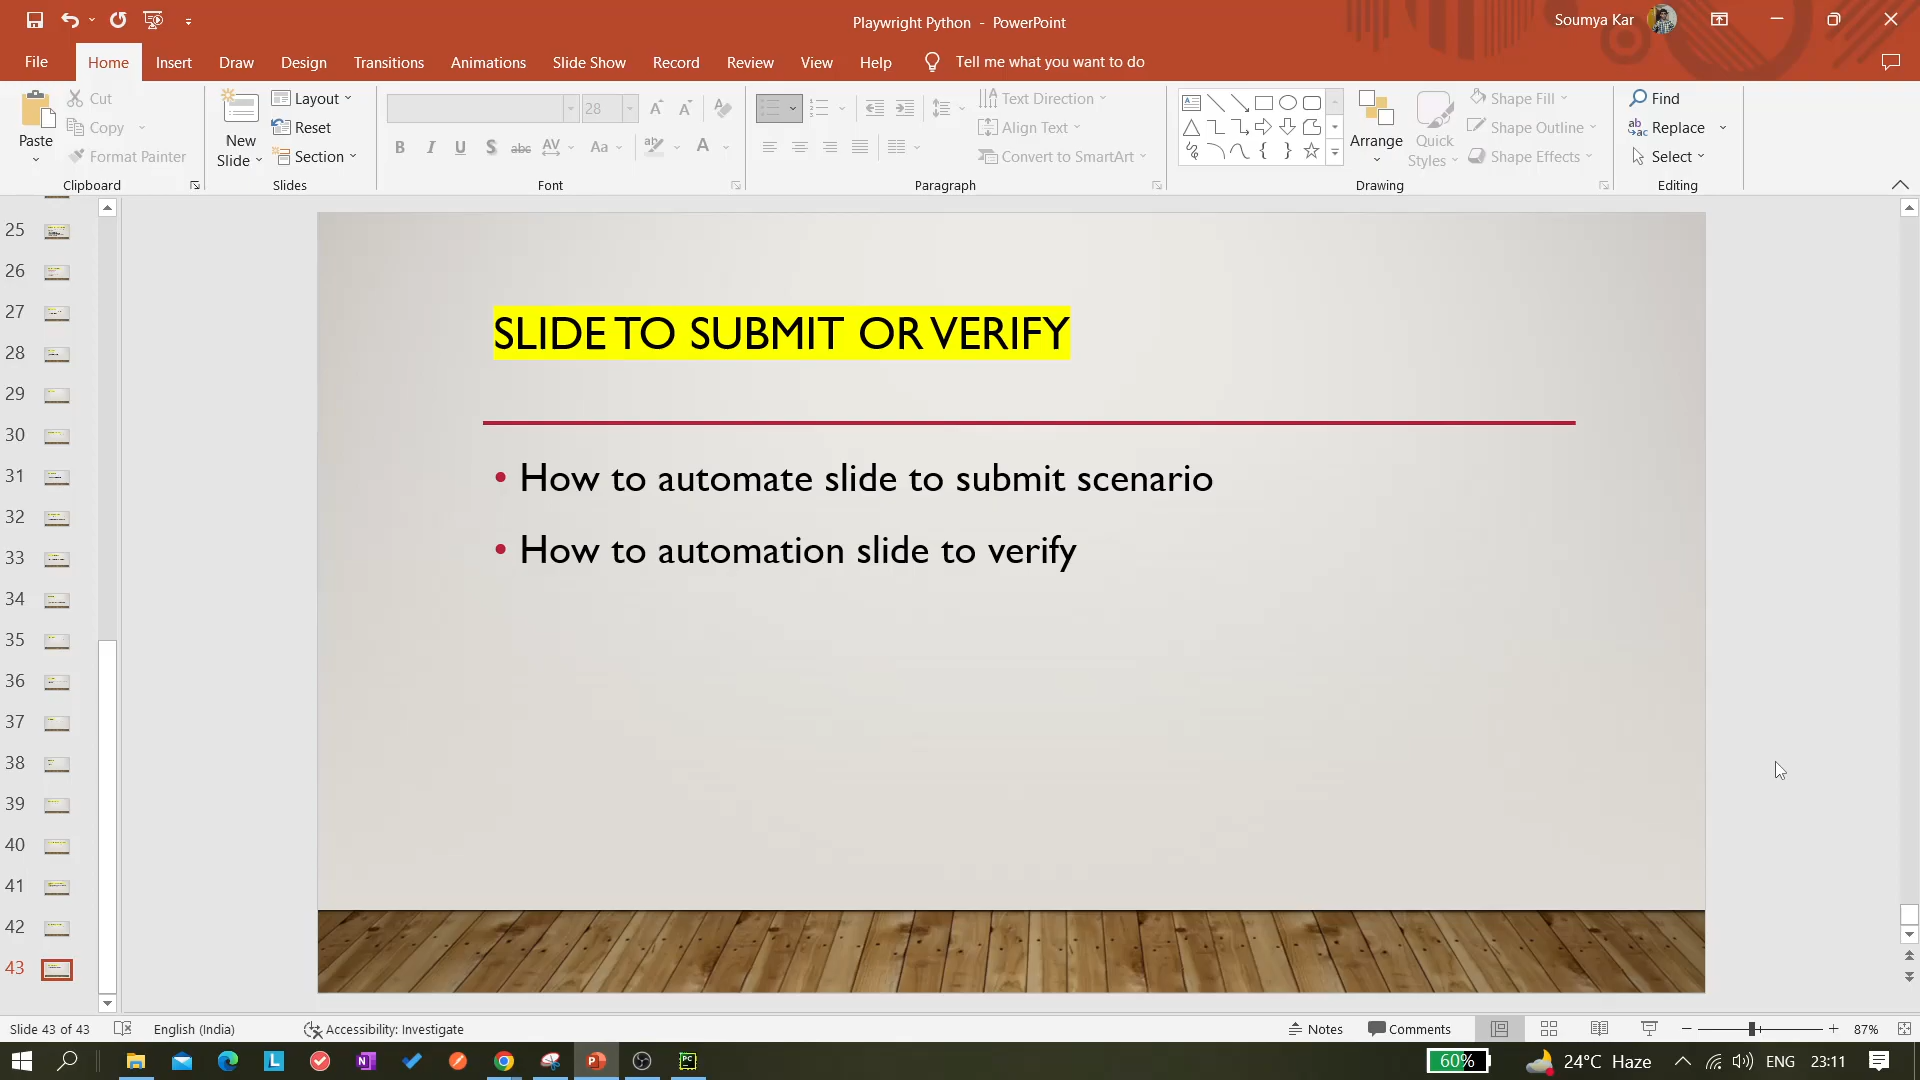 Playwright Python - PowerPoint
Soumya Kar
File Home Insert Draw Design Transitions Animations Slide Show Record Review View Help Tell me what you want to do
Paste
Cut
Copy
Format Painter
Clipboard
New Slide
Layout
Reset
Section
Slides
28
B I U S abc AV Aa A
Font
Text Direction
Align Text
Convert to SmartArt
Paragraph
Arrange
Quick Styles
Shape Fill
Shape Outline
Shape Effects
Drawing
Find
Replace
Select
Editing
25
26
27
28
29
30
31
32
33
34
35
36
37
38
39
40
41
42
43
SLIDE TO SUBMIT OR VERIFY
• How to automate slide to submit scenario
• How to automation slide to verify
Slide 43 of 43 English (India) Accessibility: Investigate Notes Comments 87%
60% 24°C Haze ENG 23:11